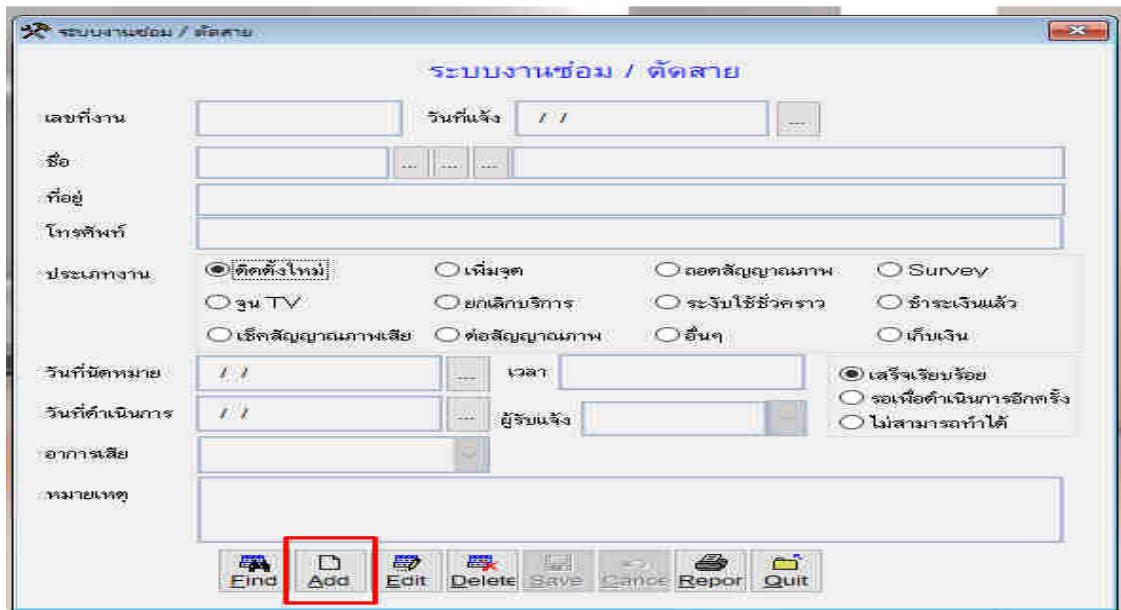 ระบบงานซ่อม / ตัดสาย
ระบบงานซ่อม / ตัดสาย
เลขที่งาน วันที่แจ้ง / / ...
ชื่อ ... ... ...
ที่อยู่
โทรศัพท์
ประเภทงาน ติดตั้งใหม่ เพิ่มจุด ถอดสัญญาณภาพ Survey
จูน TV ยกเลิกบริการ ระงับใช้ชั่วคราว ชำระเงินแล้ว
เช็คสัญญาณภาพเสีย ต่อสัญญาณภาพ อื่นๆ เก็บเงิน
วันที่นัดหมาย / / ... เวลา เสร็จเรียบร้อย
รอเพื่อดำเนินการอีกครั้ง
วันที่ดำเนินการ / / ... ผู้รับแจ้ง ไม่สามารถทำได้
อาการเสีย
หมายเหตุ
Find Add Edit Delete Save Cance Repor Quit